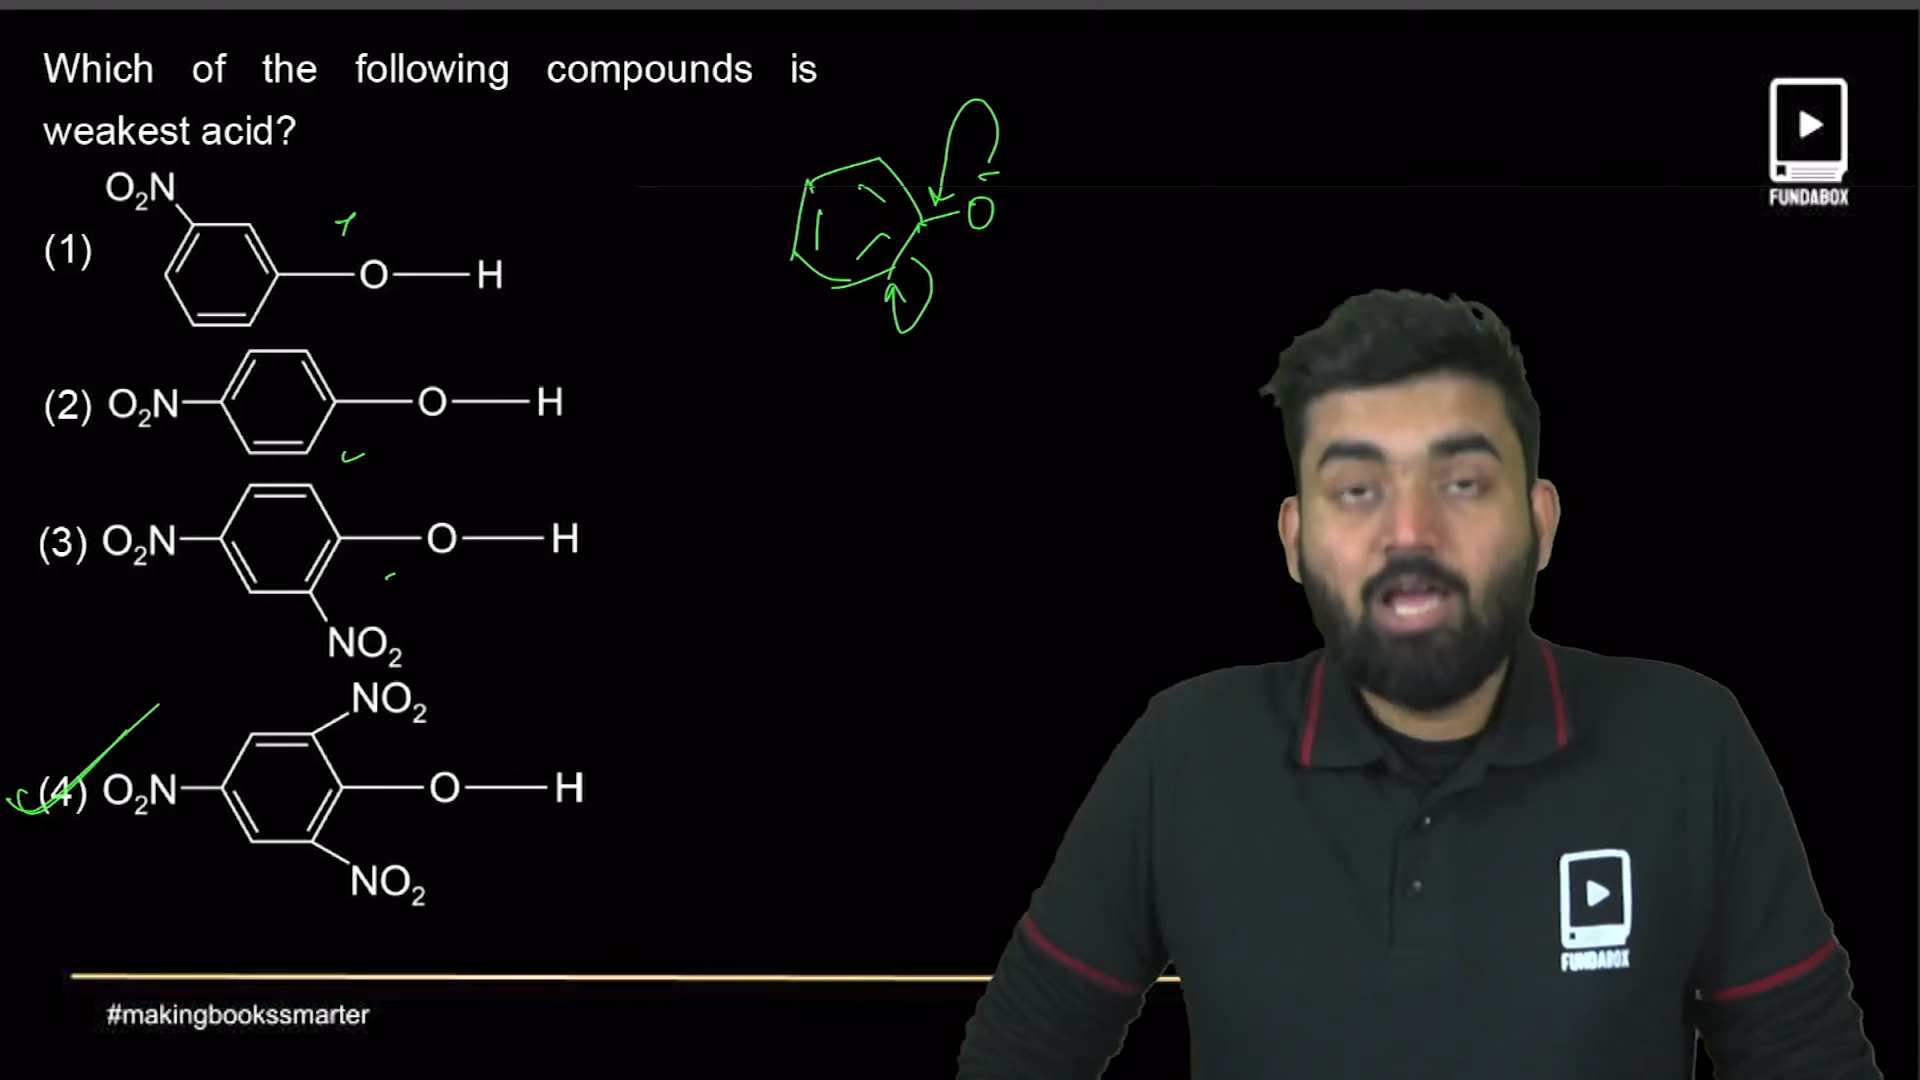 Which of the following compounds is
weakest acid?
FUNDABOX
O₂N
(1)
O H
(2) O₂N O H
(3) O₂N O H
NO₂
NO₂
(4) O₂N O H
NO₂
O
FUNDABOX
#makingbookssmarter